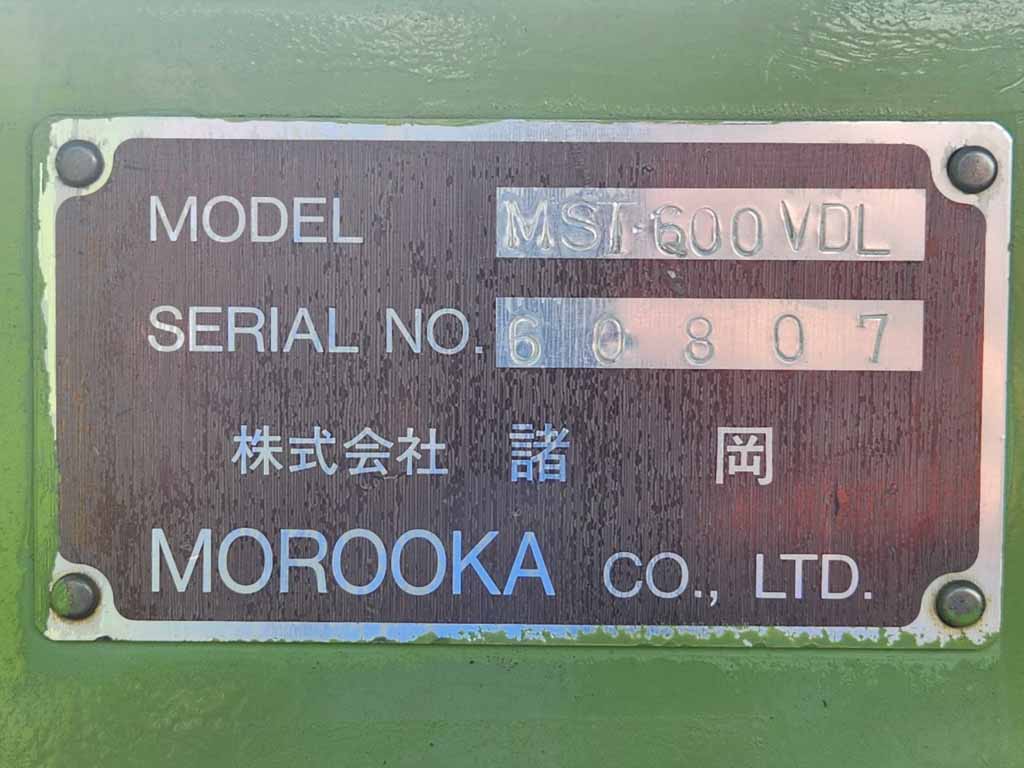 MODEL MST-600VDL
SERIAL NO. 60807
株式会社 諸 岡
MOROOKA CO., LTD.